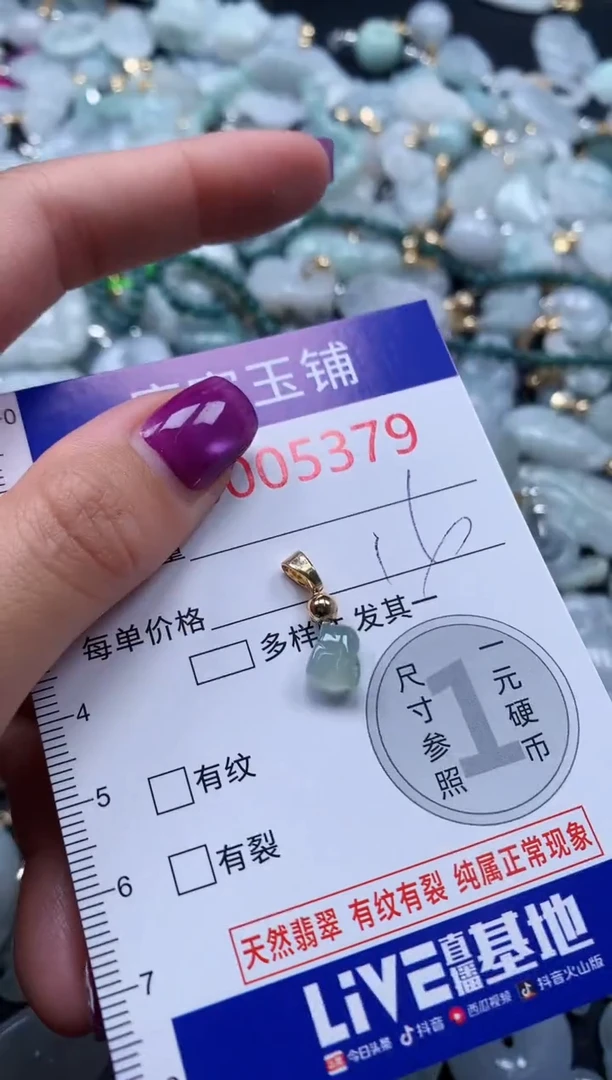 玉铺
005379
16
每单价格
多样 发其一
有纹
有裂
一元硬币
1
尺寸参照
天然翡翠 有纹有裂 纯属正常现象
LiVE直播基地
今日头条 抖音 西瓜视频 抖音火山版
0
4
5
6
7